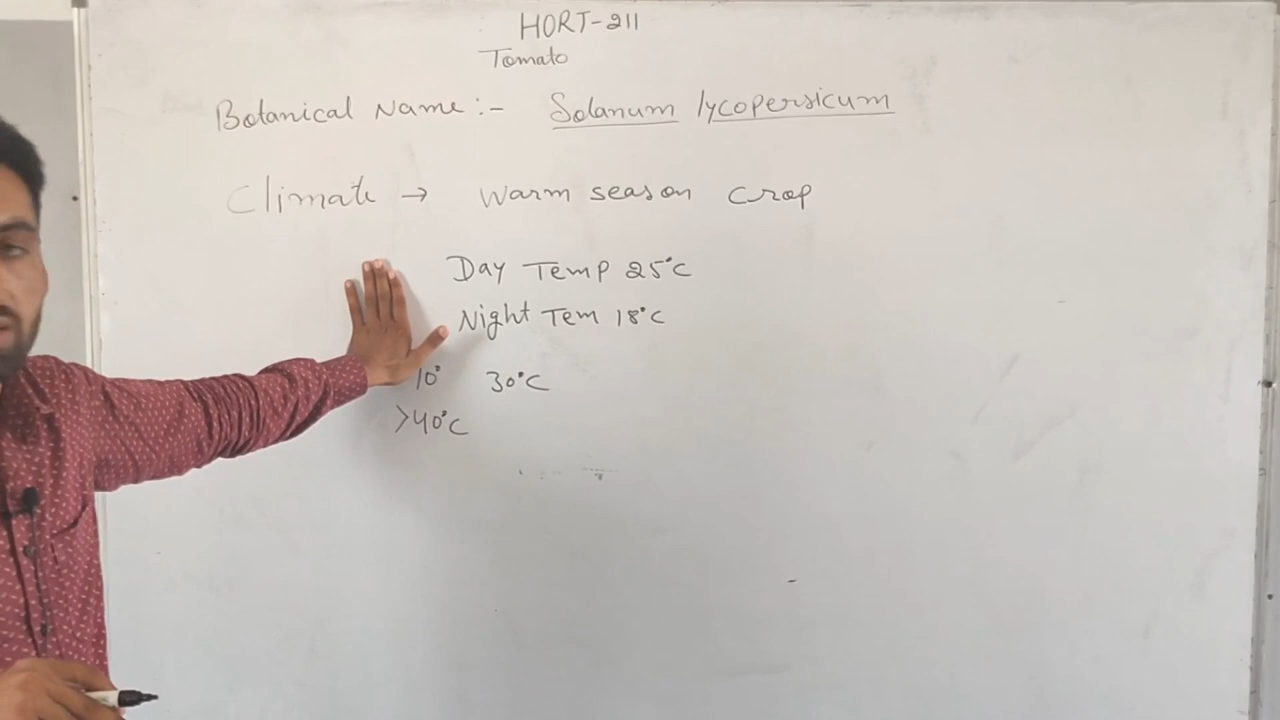 HORT-211
Tomato
Botanical Name :- Solanum lycopersicum
Climate → Warm season Crop
Day Temp 25°C
Night Tem 18°C
10° 30°C
>40°C